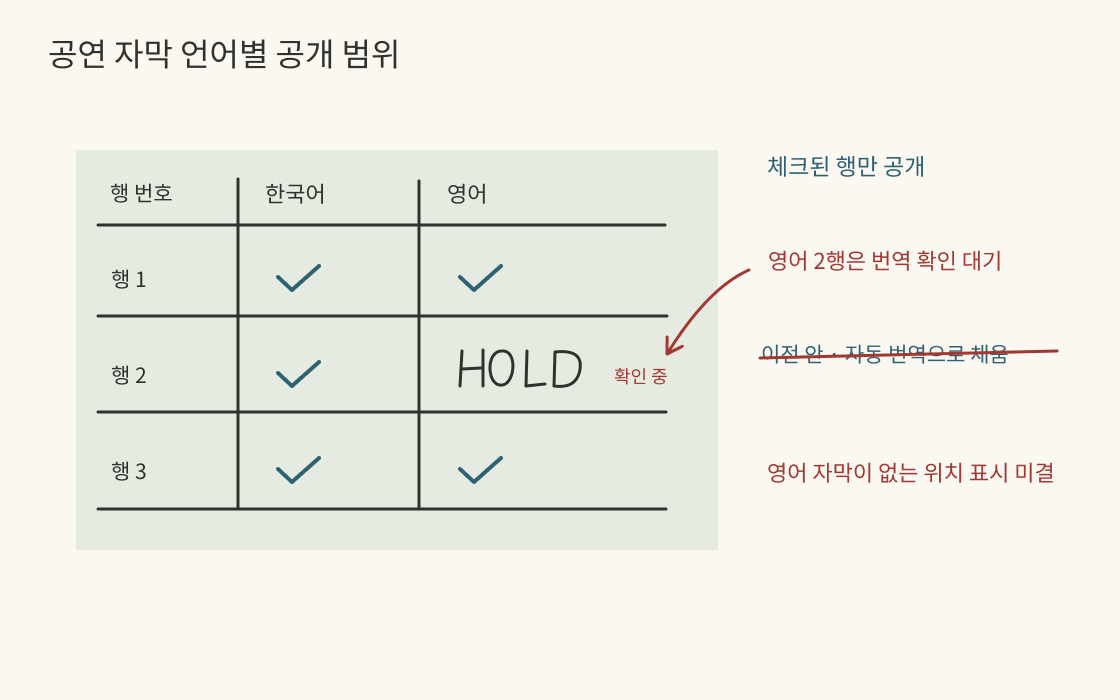 공연 자막 언어별 공개 범위
행 번호 한국어 영어
행 1
행 2 HOLD 확인 중
행 3
체크된 행만 공개
영어 2행은 번역 확인 대기
이전 안 · 자동 번역으로 채움
영어 자막이 없는 위치 표시 미결